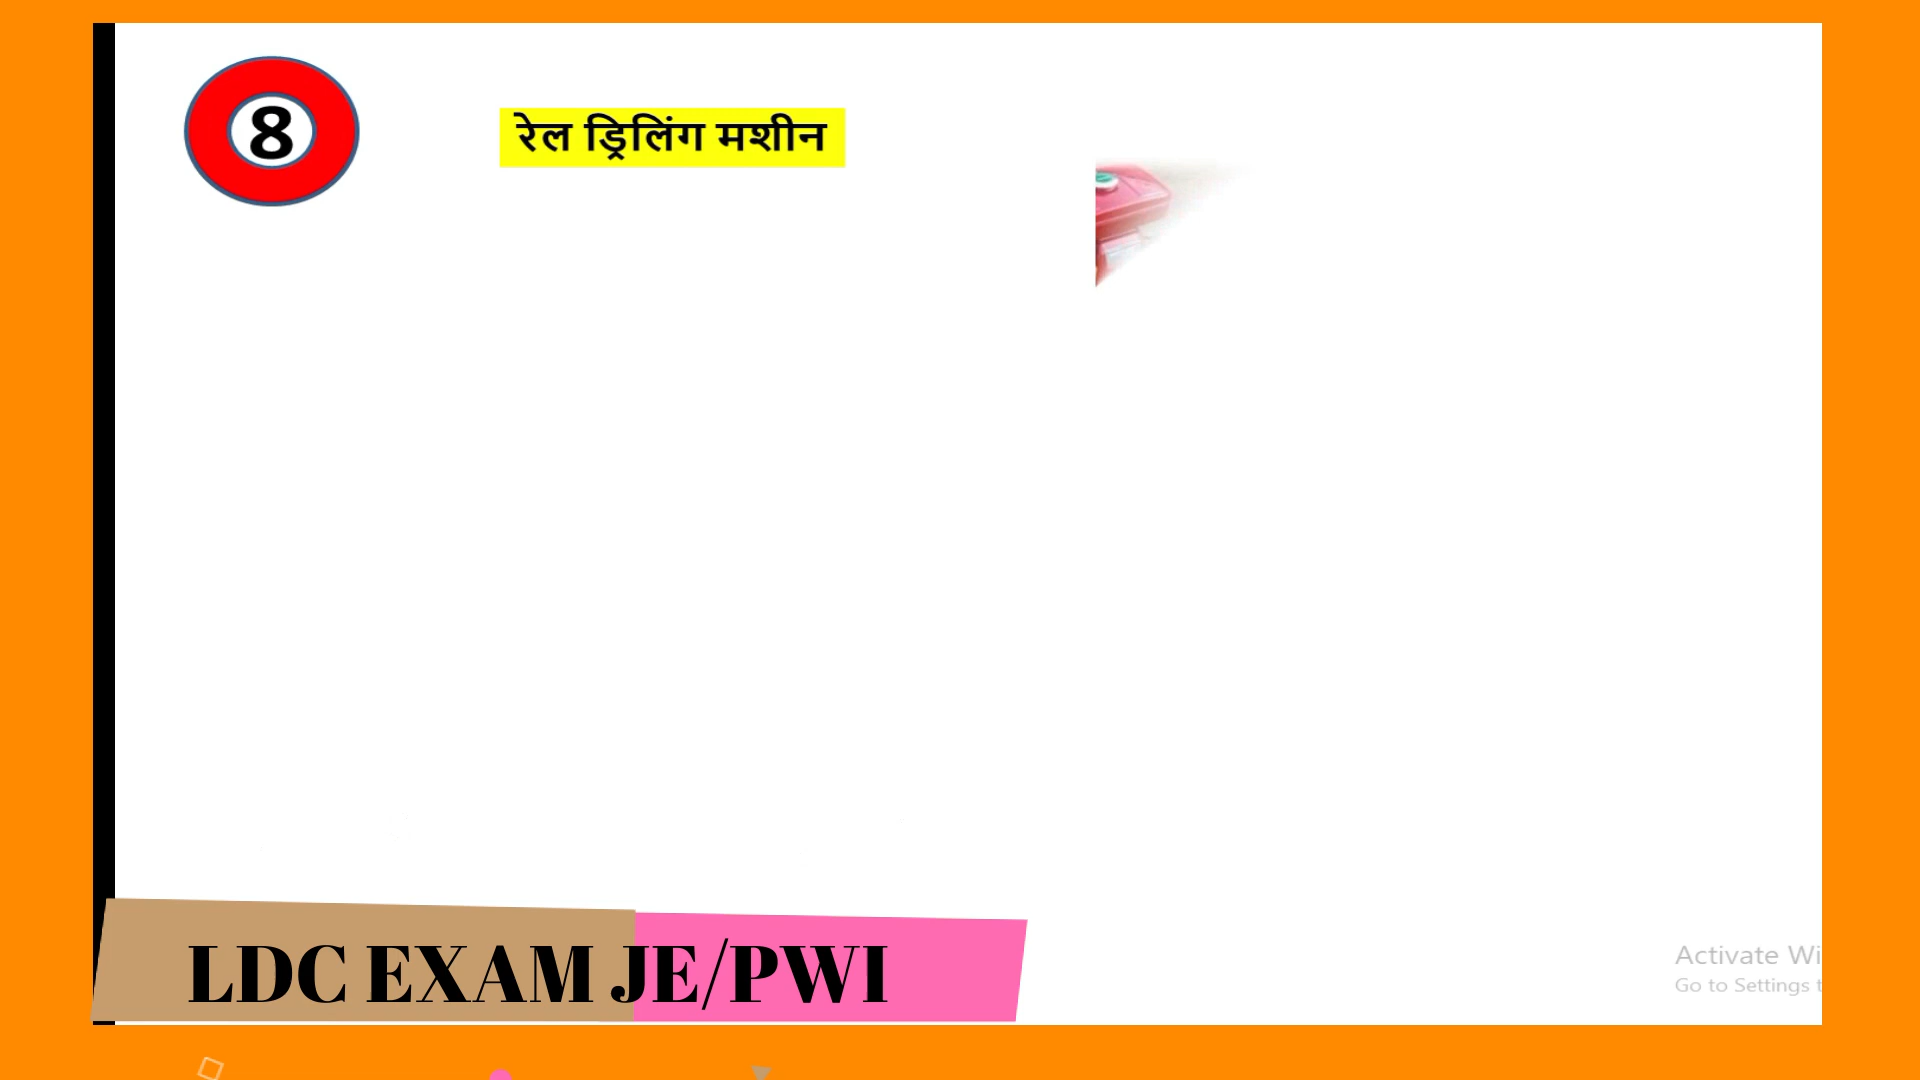 8
रेल ड्रिलिंग मशीन
LDC EXAM JE/PWI
Activate Wi
Go to Settings t